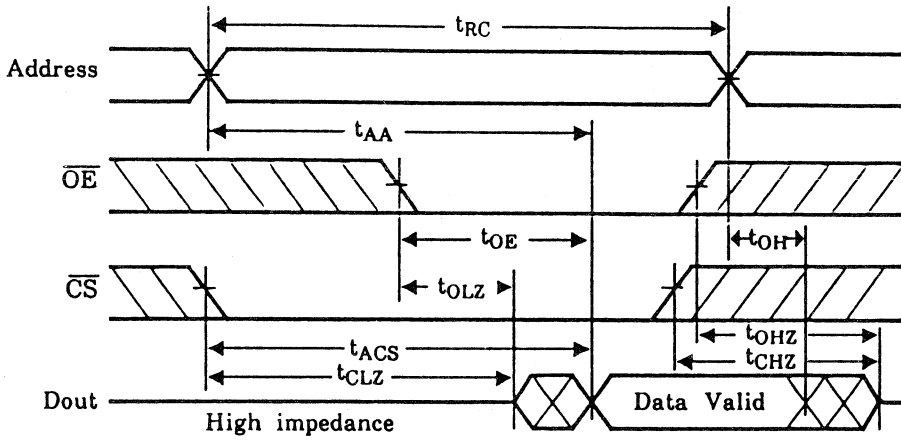 tRC
Address
tAA
OE
tOE
tOH
CS
tOLZ
tOHZ
tACS
tCHZ
tCLZ
Dout
High impedance
Data Valid